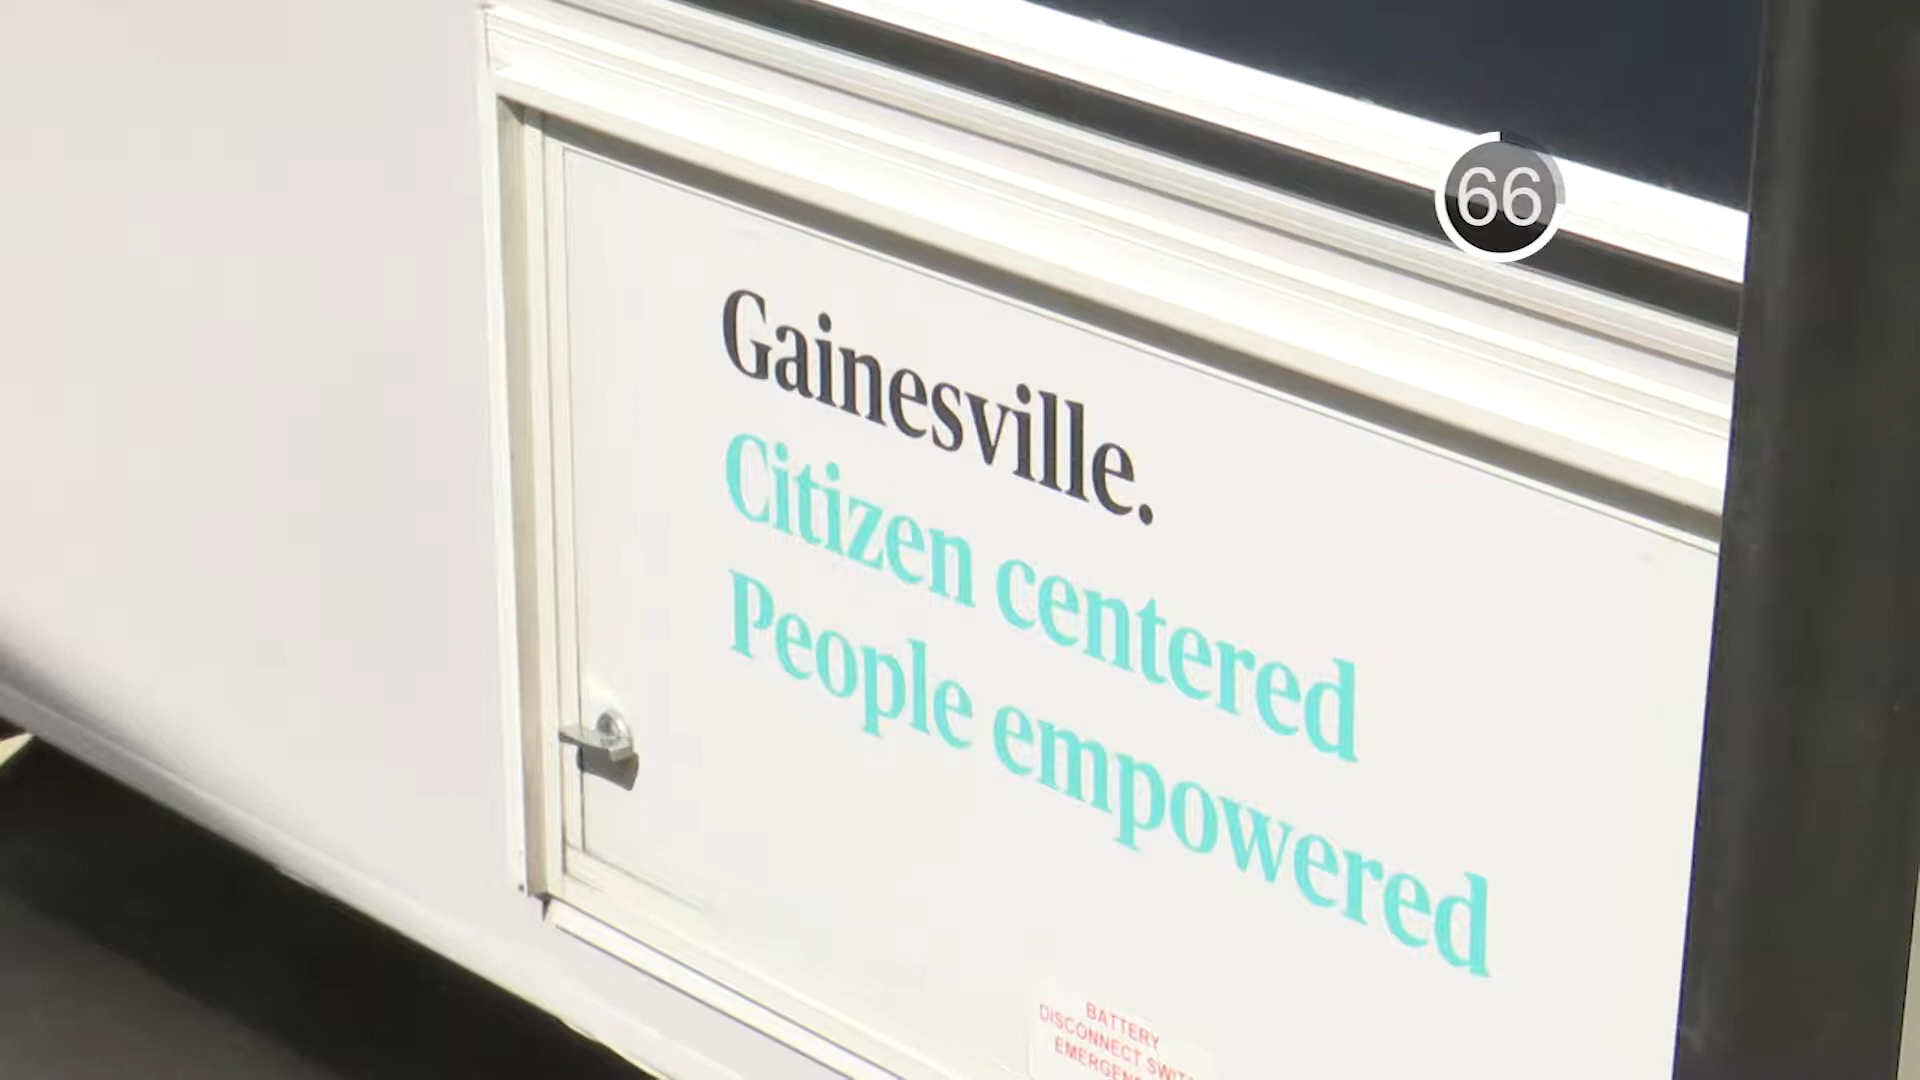 66
Gainesville.
Citizen centered
People empowered
BATTERY
DISCONNECT